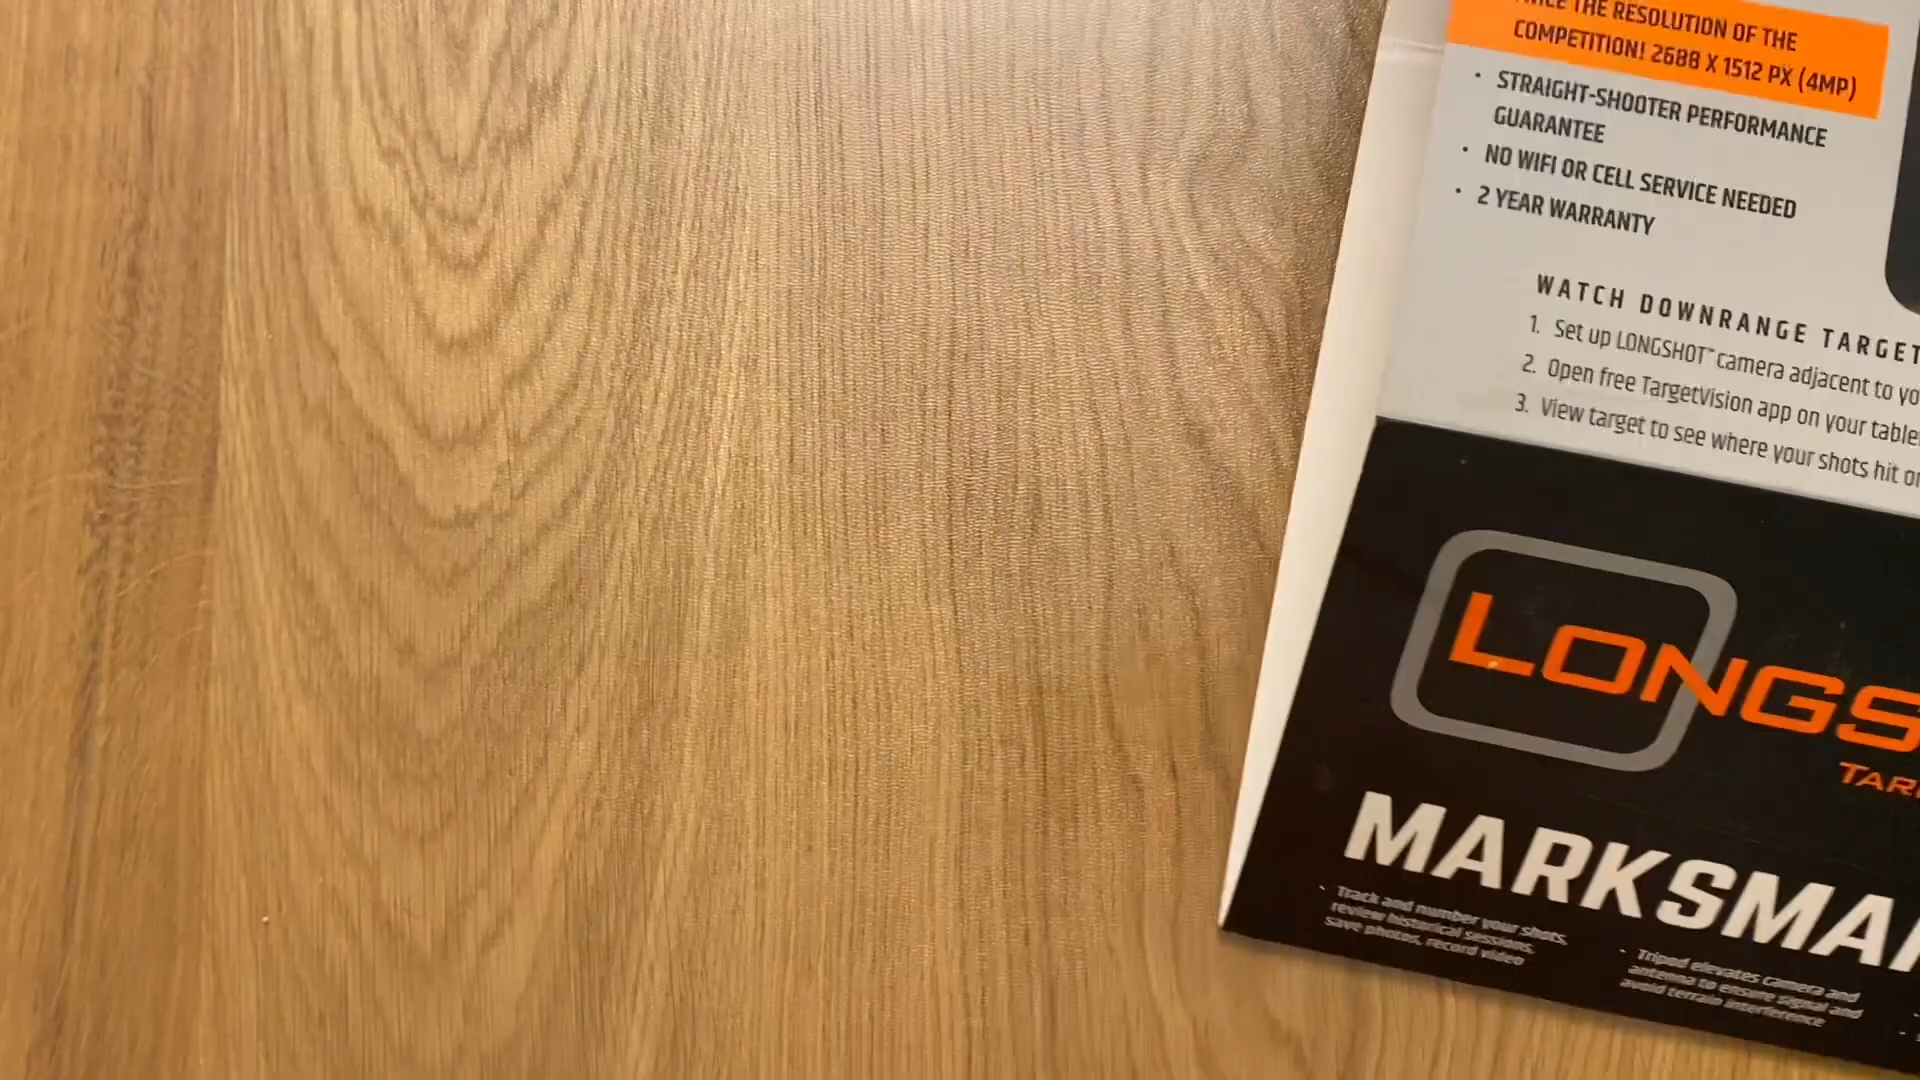 THE RESOLUTION OF THE
COMPETITION! 2688 X 1512 PX (4MP)
• STRAIGHT-SHOOTER PERFORMANCE
GUARANTEE
• NO WIFI OR CELL SERVICE NEEDED
• 2 YEAR WARRANTY
WATCH DOWNRANGE TARGET
1. Set up LONGSHOT™ camera adjacent to yo
2. Open free TargetVision app on your table
3. View target to see where your shots hit or
LONGS
TAR
MARKSMA
• Track and number your shots,
review historical sessions,
save photos, record video
• Tripod elevates camera and
antenna to ensure signal and
avoid terrain interference